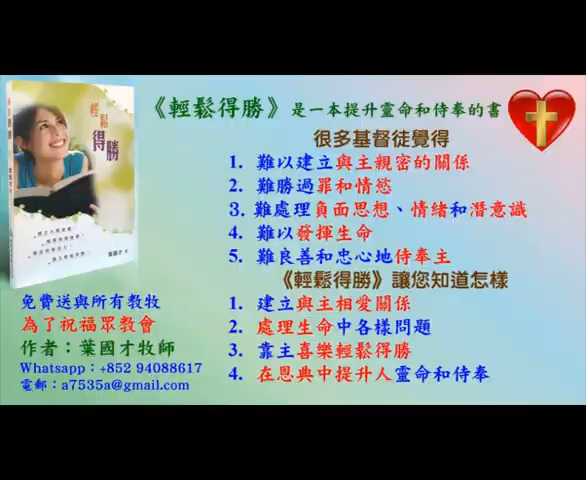 《輕鬆得勝》是一本提升靈命和侍奉的書
很多基督徒覺得
1. 難以建立與主親密的關係
2. 難勝過罪和情慾
3. 難處理負面思想、情緒和潛意識
4. 難以發揮生命
5. 難良善和忠心地侍奉主
《輕鬆得勝》讓您知道怎樣
1. 建立與主相愛關係
2. 處理生命中各樣問題
3. 靠主喜樂輕鬆得勝
4. 在恩典中提升人靈命和侍奉
輕鬆
得勝
葉國才 著
免費送與所有教牧
為了祝福眾教會
作者：葉國才牧師
Whatsapp：+852 94088617
電郵：a7535a@gmail.com